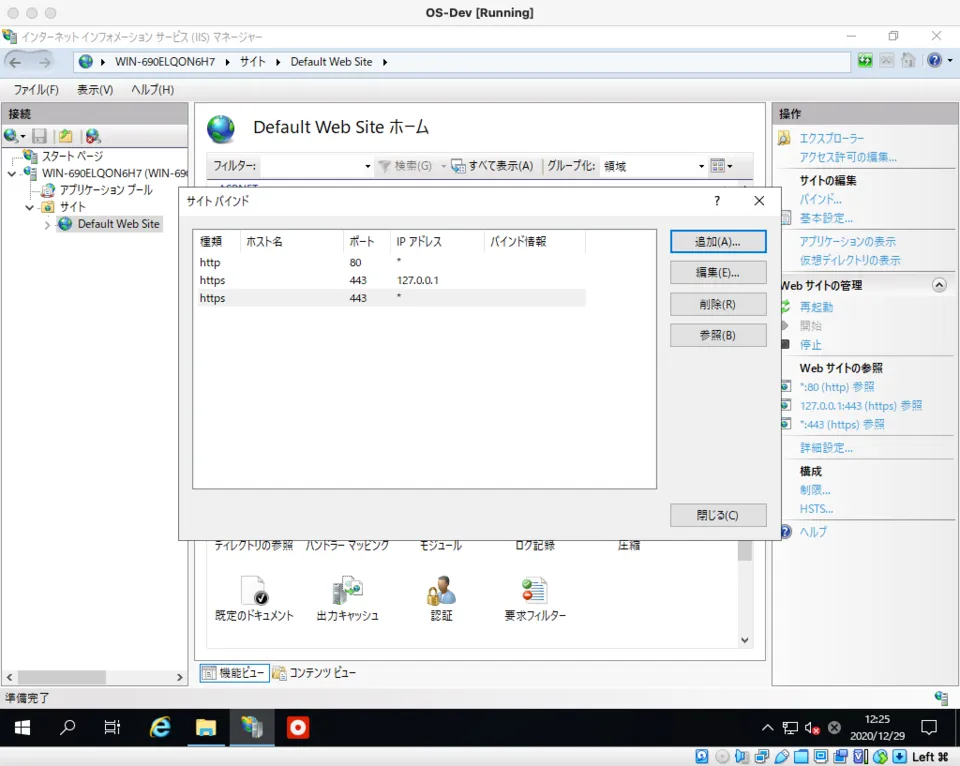 OS-Dev [Running]
インターネット インフォメーション サービス (IIS) マネージャー
WIN-690ELQON6H7 サイト Default Web Site
ファイル(F) 表示(V) ヘルプ(H)
接続
スタート ページ
WIN-690ELQON6H7 (WIN-690
アプリケーション プール
サイト
Default Web Site
Default Web Site ホーム
フィルター: 検索(G) すべて表示(A) グループ化: 領域
ASP.NET
サイト バインド
?
種類 ホスト名 ポート IP アドレス バインド情報
http 80 *
https 443 127.0.0.1
https 443 *
追加(A)...
編集(E)...
削除(R)
参照(B)
閉じる(C)
ディレクトリの参照 ハンドラー マッピング モジュール ログ記録 圧縮
既定のドキュメント 出力キャッシュ 認証 要求フィルター
機能ビュー コンテンツ ビュー
操作
エクスプローラー
アクセス許可の編集...
サイトの編集
バインド...
基本設定...
アプリケーションの表示
仮想ディレクトリの表示
Web サイトの管理
再起動
開始
停止
Web サイトの参照
*:80 (http) 参照
127.0.0.1:443 (https) 参照
*:443 (https) 参照
詳細設定...
構成
制限...
HSTS...
ヘルプ
準備完了
12:25
2020/12/29
Left ⌘